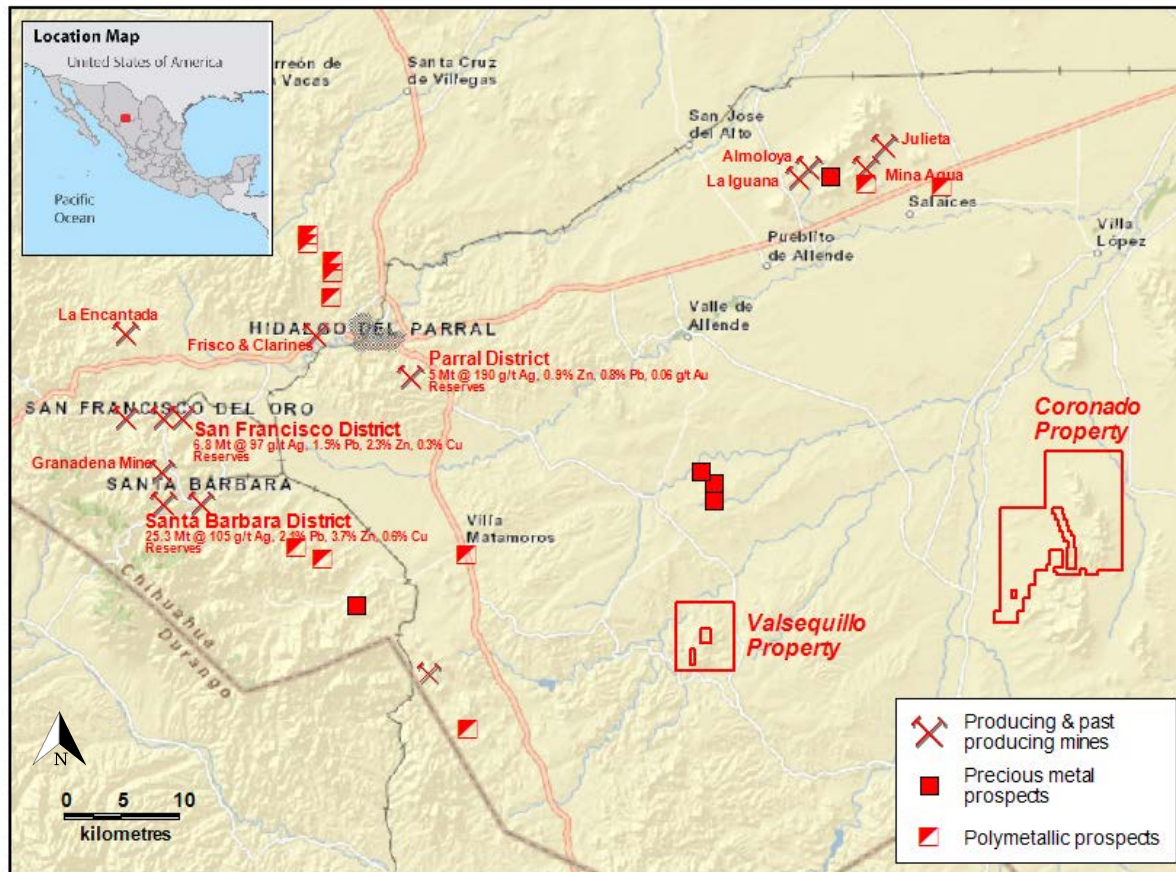 Location Map
United States of America
Pacific
Ocean
rreón de
Vacas
Santa Cruz
de Villegas
San Jose
del Alto
Julieta
Almoloya
La Iguana
Mina Agua
Salaices
Villa
López
Pueblito
de Allende
La Encantada
HIDALGO DEL PARRAL
Frisco & Clarines
Valle de
Allende
Parral District
5 Mt @ 190 g/t Ag, 0.9% Zn, 0.8% Pb, 0.06 g/t Au
Reserves
SAN FRANCISCO DEL ORO
San Francisco District
6.8 Mt @ 97 g/t Ag, 1.5% Pb, 2.3% Zn, 0.3% Cu
Reserves
Coronado
Property
Granadena Mine
SANTA BARBARA
Santa Barbara District
25.3 Mt @ 105 g/t Ag, 2.1% Pb, 3.7% Zn, 0.6% Cu
Reserves
Villa
Matamoros
Chihuahua
Durango
Valsequillo
Property
N
0 5 10
kilometres
Producing & past
producing mines
Precious metal
prospects
Polymetallic prospects